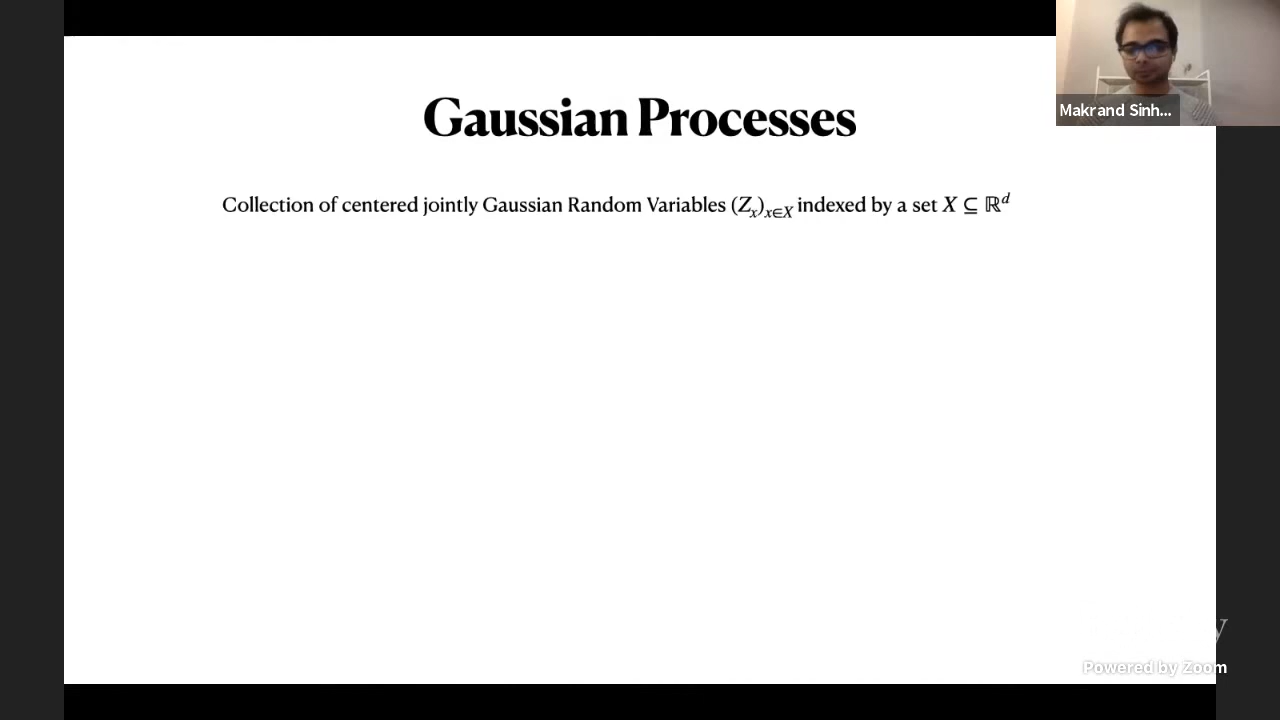 Gaussian Processes
Makrand Sinh...
Collection of centered jointly Gaussian Random Variables (Z_x)_{x∈X} indexed by a set X ⊆ ℝ^d
y
Powered by Zoom